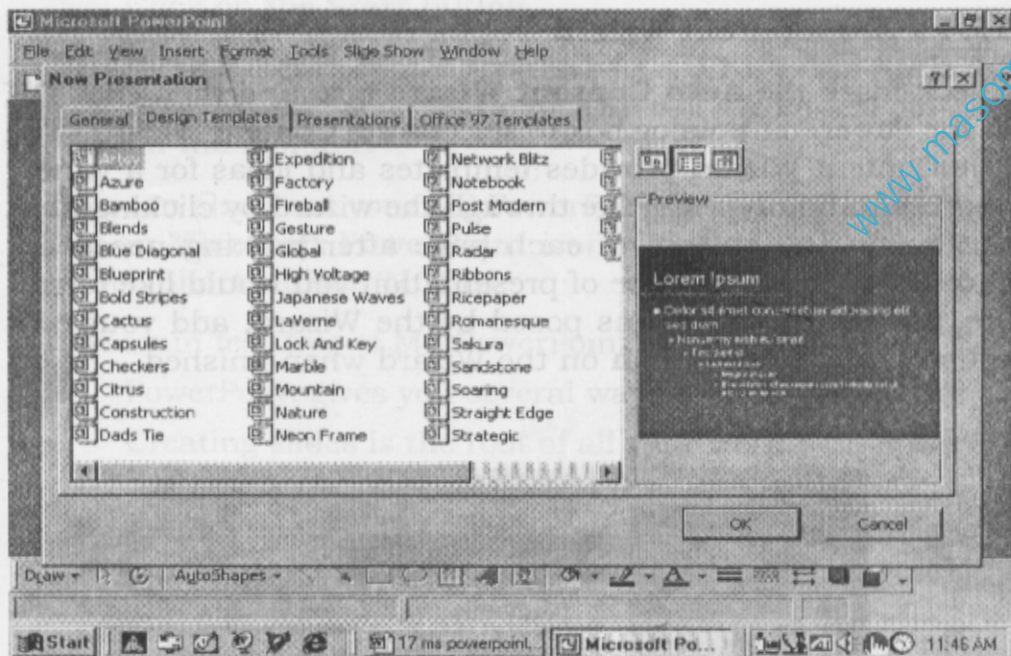 Microsoft PowerPoint
File Edit View Insert Format Tools Slide Show Window Help
New Presentation
General Design Templates Presentations Office 97 Templates
Artsy
Azure
Bamboo
Blends
Blue Diagonal
Blueprint
Bold Stripes
Cactus
Capsules
Checkers
Citrus
Construction
Dads Tie
Expedition
Factory
Fireball
Gesture
Global
High Voltage
Japanese Waves
LaVerne
Lock And Key
Marble
Mountain
Nature
Neon Frame
Network Blitz
Notebook
Post Modern
Pulse
Radar
Ribbons
Ricepaper
Romanesque
Sakura
Sandstone
Soaring
Straight Edge
Strategic
Preview
Lorem Ipsum
OK Cancel
Draw AutoShapes
Start 17 ms powerpoint... Microsoft Po... 11:46 AM
www.mason